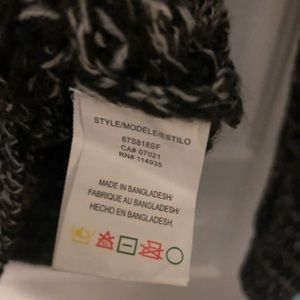 STYLE/MODELE/ESTILO
67S818SF
CA# 07021
RN# 114935
MADE IN BANGLADESH/
FABRIQUE AU BANGLADESH/
HECHO EN BANGLADESH.